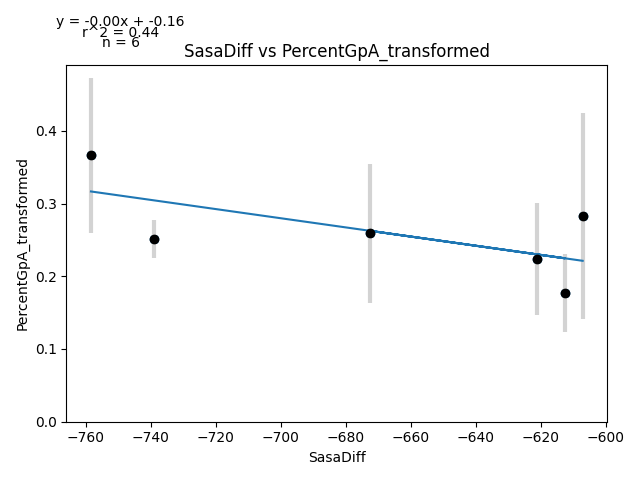 y = -0.00x + -0.16
r^2 = 0.44
n = 6
SasaDiff vs PercentGpA_transformed
PercentGpA_transformed
0.4
0.3
0.2
0.1
0.0
−760 −740 −720 −700 −680 −660 −640 −620 −600
SasaDiff